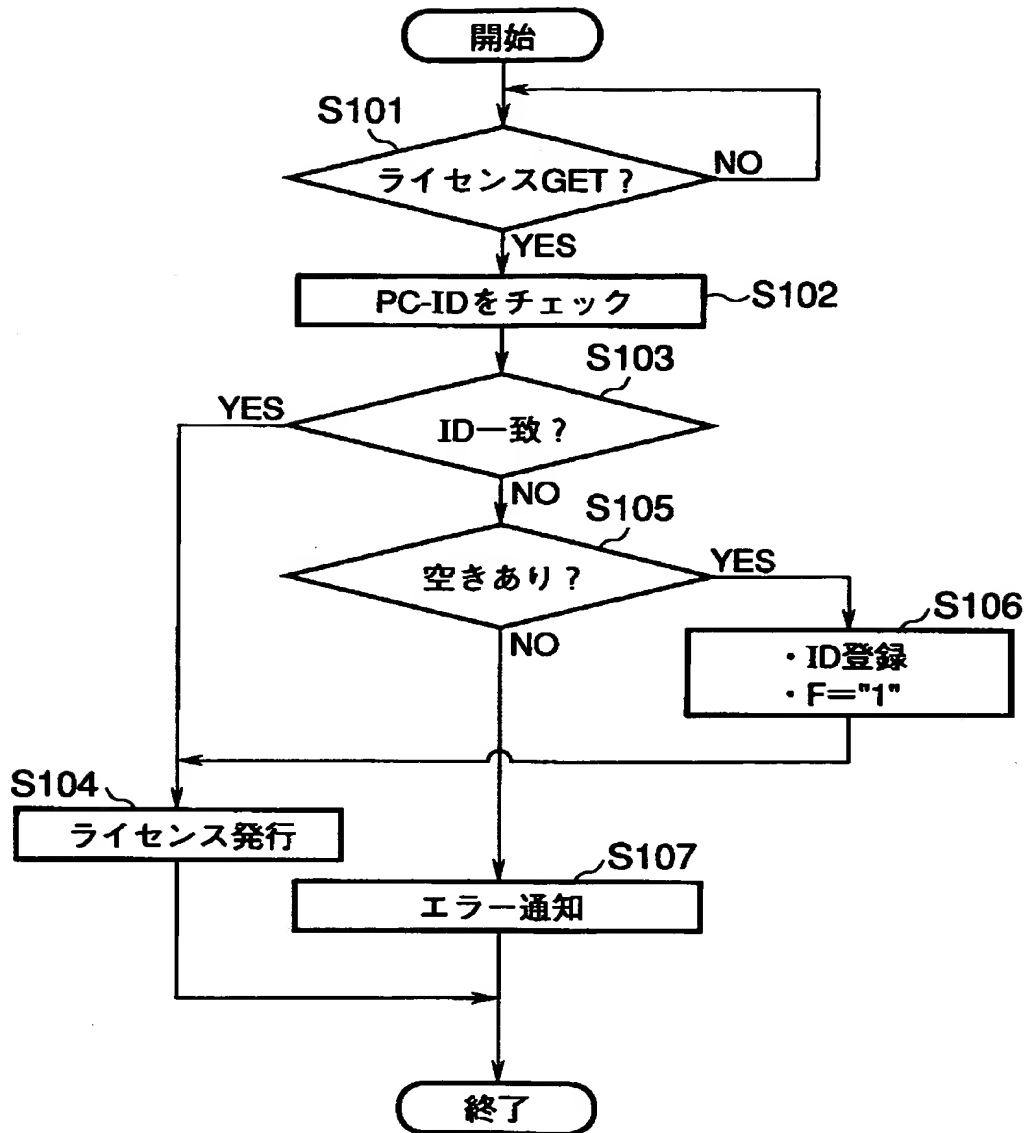 開始
S101
ライセンスGET?
NO
YES
PC-IDをチェック
S102
S103
YES
ID一致?
NO
S105
空きあり?
YES
NO
S106
・ID登録
・F="1"
S104
ライセンス発行
S107
エラー通知
終了